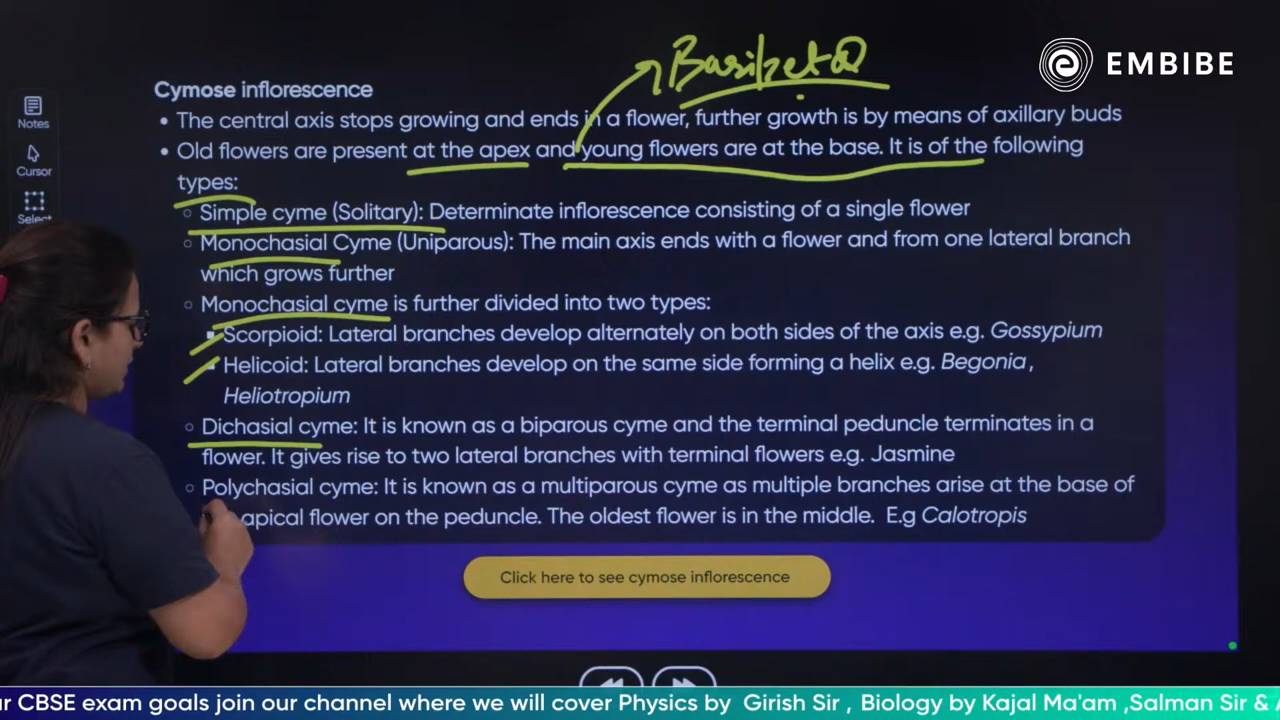 BasipetQ
EMBIBE
Cymose inflorescence
• The central axis stops growing and ends in a flower, further growth is by means of axillary buds
• Old flowers are present at the apex and young flowers are at the base. It is of the following
types:
○ Simple cyme (Solitary): Determinate inflorescence consisting of a single flower
○ Monochasial Cyme (Uniparous): The main axis ends with a flower and from one lateral branch
which grows further
○ Monochasial cyme is further divided into two types:
▪ Scorpioid: Lateral branches develop alternately on both sides of the axis e.g. Gossypium
▪ Helicoid: Lateral branches develop on the same side forming a helix e.g. Begonia,
Heliotropium
○ Dichasial cyme: It is known as a biparous cyme and the terminal peduncle terminates in a
flower. It gives rise to two lateral branches with terminal flowers e.g. Jasmine
○ Polychasial cyme: It is known as a multiparous cyme as multiple branches arise at the base of
apical flower on the peduncle. The oldest flower is in the middle. E.g Calotropis
Notes
Cursor
Select
Click here to see cymose inflorescence
ar CBSE exam goals join our channel where we will cover Physics by Girish Sir , Biology by Kajal Ma'am ,Salman Sir &